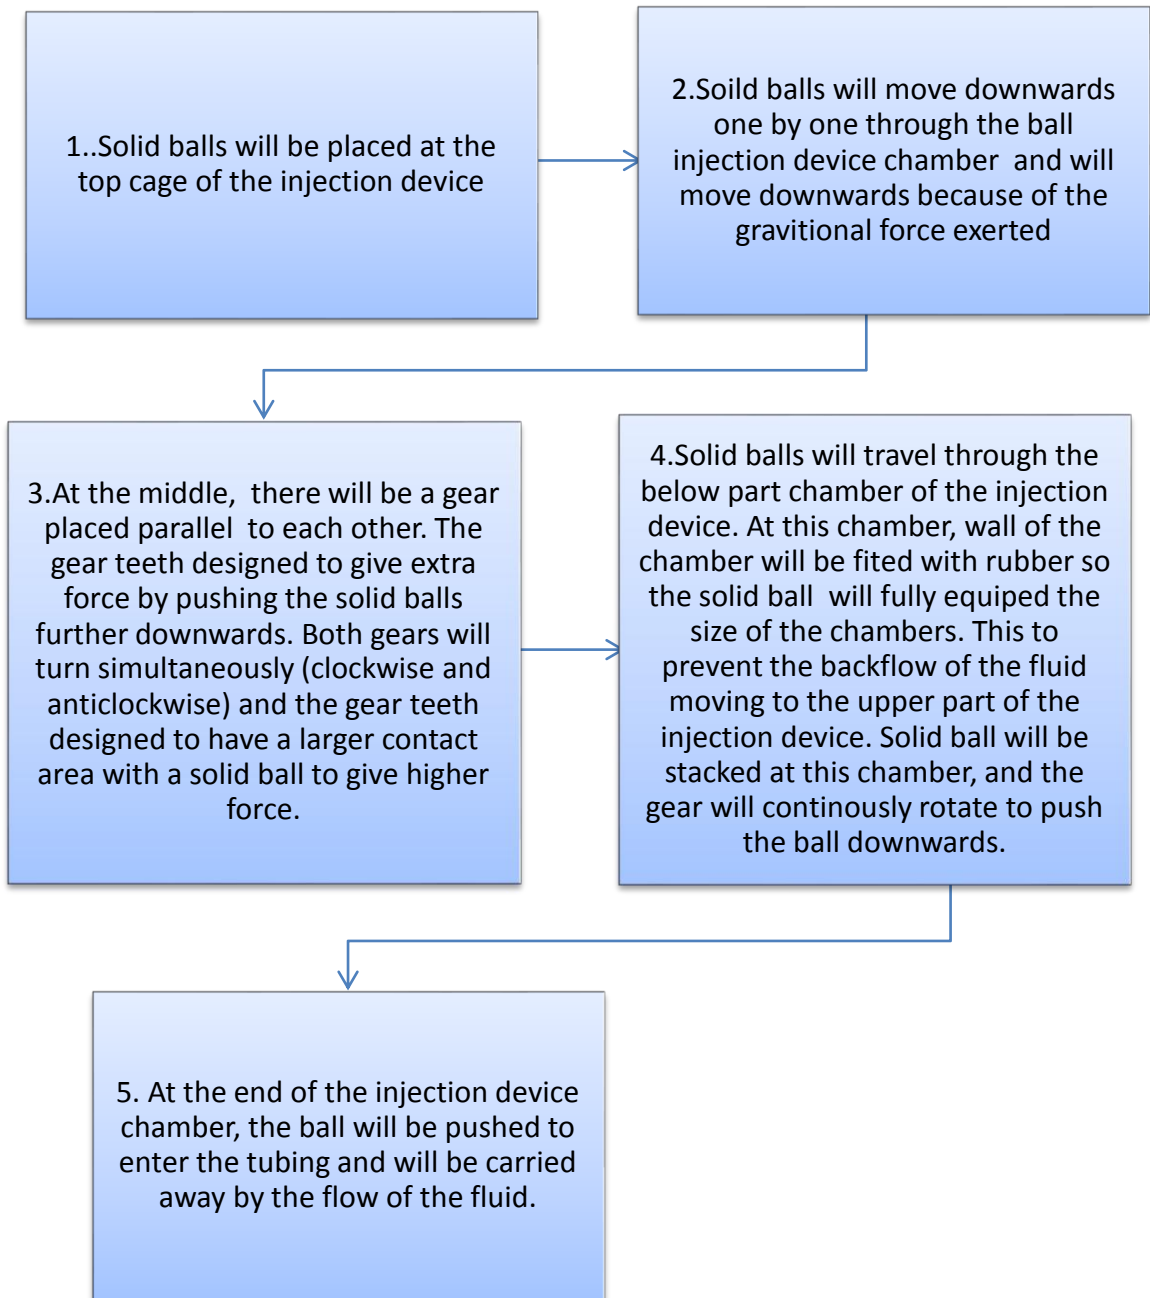 1..Solid balls will be placed at the
top cage of the injection device
2.Soild balls will move downwards
one by one through the ball
injection device chamber  and will
move downwards because of the
gravitional force exerted
3.At the middle,  there will be a gear
placed parallel  to each other. The
gear teeth designed to give extra
force by pushing the solid balls
further downwards. Both gears will
turn simultaneously (clockwise and
anticlockwise) and the gear teeth
designed to have a larger contact
area with a solid ball to give higher
force.
4.Solid balls will travel through the
below part chamber of the injection
device. At this chamber, wall of the
chamber will be fited with rubber so
the solid ball  will fully equiped the
size of the chambers. This to
prevent the backflow of the fluid
moving to the upper part of the
injection device. Solid ball will be
stacked at this chamber, and the
gear will continously rotate to push
the ball downwards.
5. At the end of the injection device
chamber, the ball will be pushed to
enter the tubing and will be carried
away by the flow of the fluid.